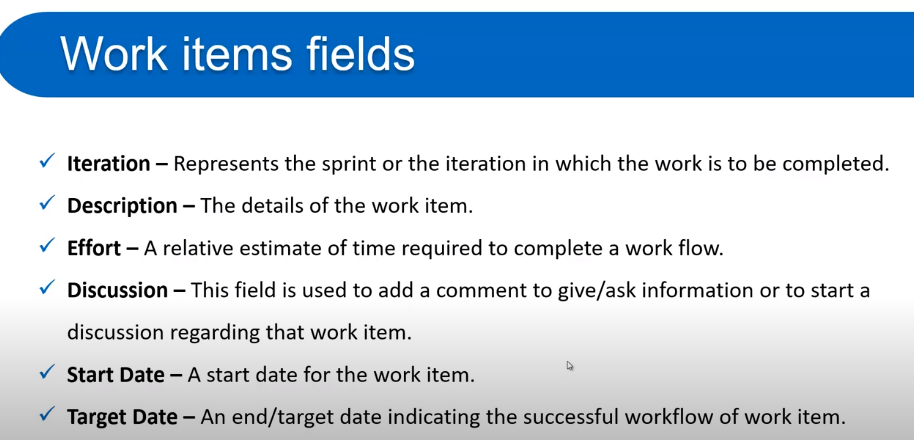 Work items fields
✓ Iteration – Represents the sprint or the iteration in which the work is to be completed.
✓ Description – The details of the work item.
✓ Effort – A relative estimate of time required to complete a work flow.
✓ Discussion – This field is used to add a comment to give/ask information or to start a
discussion regarding that work item.
✓ Start Date – A start date for the work item.
✓ Target Date – An end/target date indicating the successful workflow of work item.